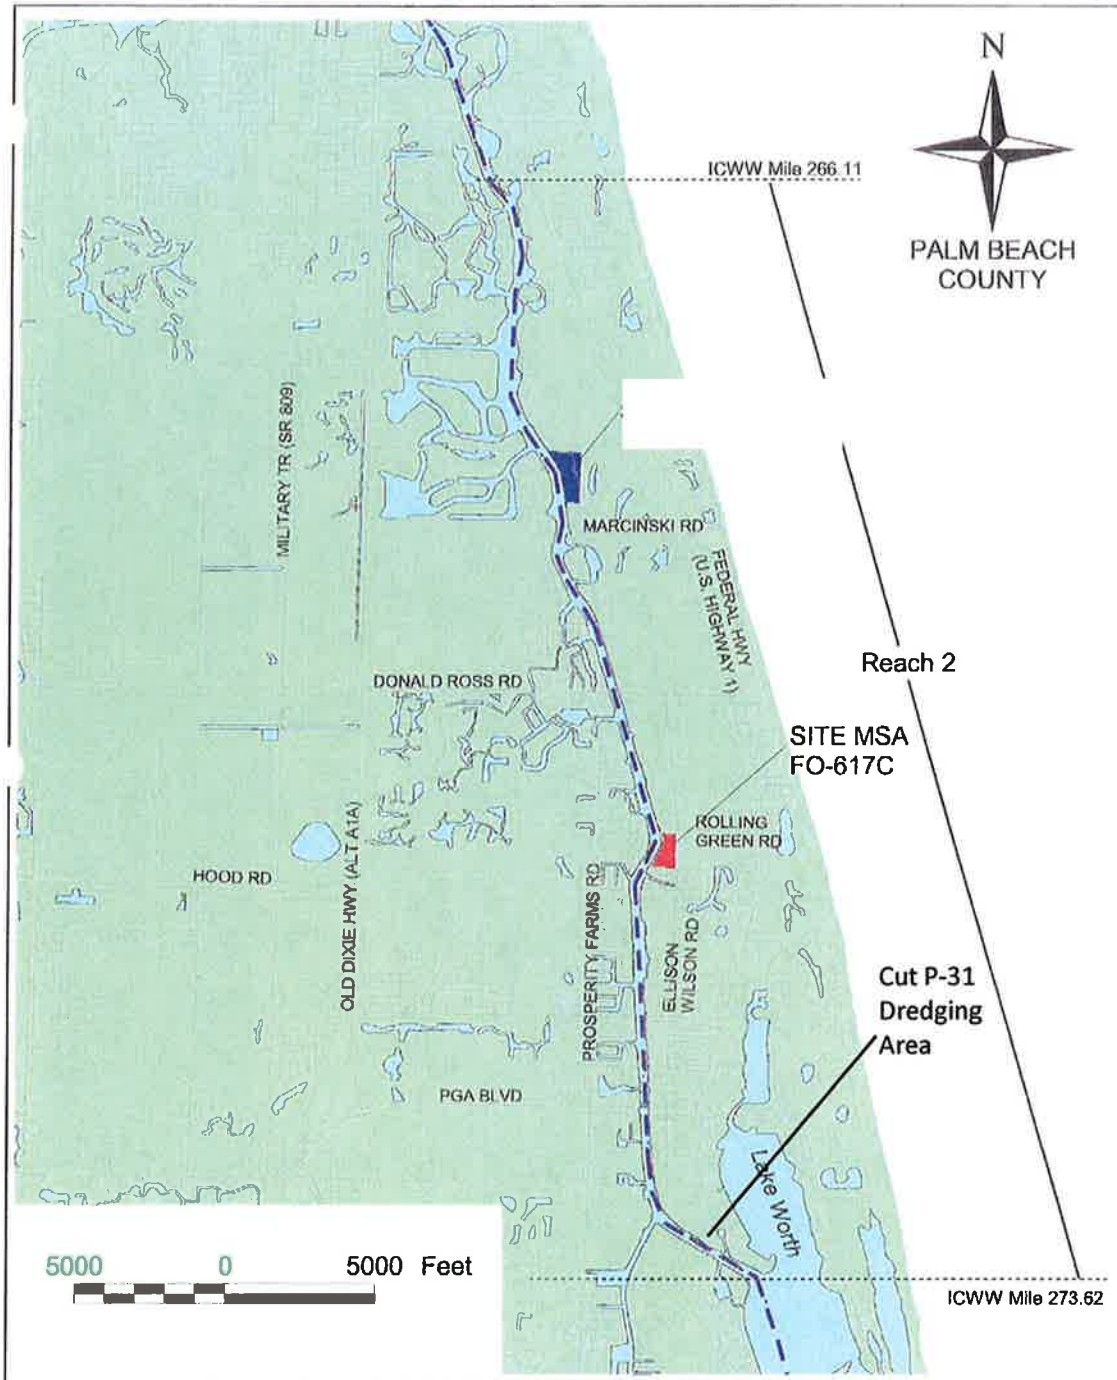 N
ICWW Mile 266.11
PALM BEACH
COUNTY
MILITARY TR (SR 809)
MARCINSKI RD
FEDERAL HWY
(U.S. HIGHWAY 1)
Reach 2
DONALD ROSS RD
SITE MSA
FO-617C
ROLLING
GREEN RD
OLD DIXIE HWY (ALT A1A)
HOOD RD
PROSPERITY FARMS RD
ELLISON
WILSON RD
Cut P-31
Dredging
Area
PGA BLVD
Lake Worth
5000 0 5000 Feet
ICWW Mile 273.62